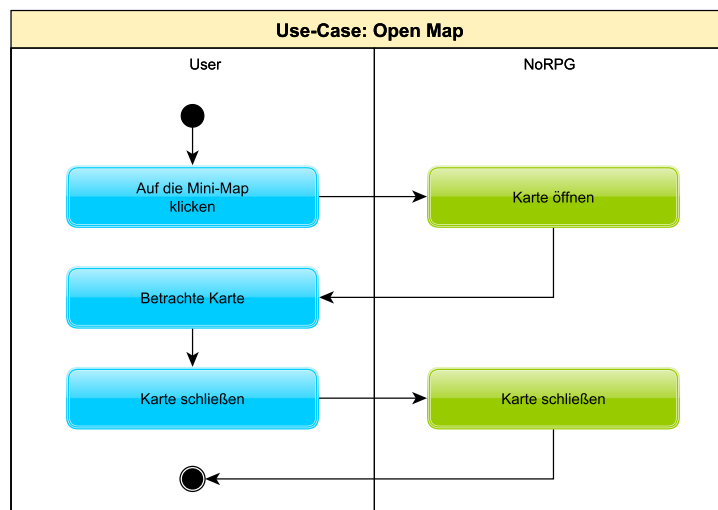 Use-Case: Open Map
User
NoRPG
Auf die Mini-Map
klicken
Karte öffnen
Betrachte Karte
Karte schließen
Karte schließen